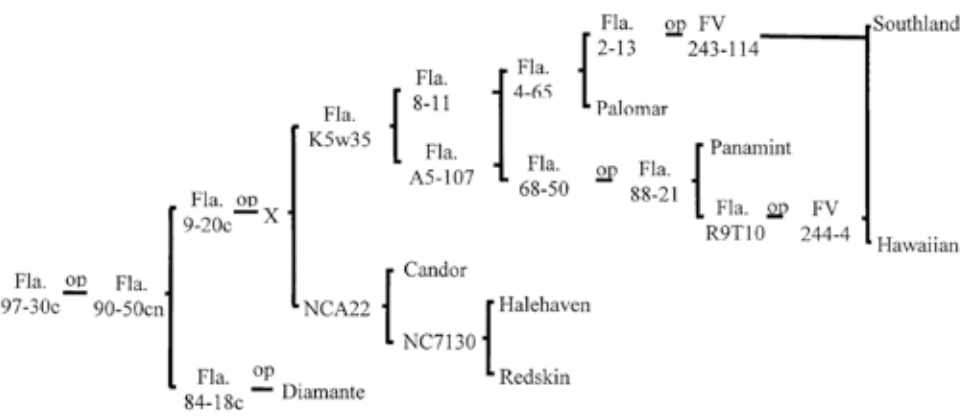 Fla. op FV
2-13 243-114
Southland
Fla.
4-65
Palomar
Fla.
8-11
Fla.
K5w35
Fla.
A5-107
Fla. op Fla.
68-50 88-21
Panamint
Fla. op FV
R9T10 244-4
Hawaiian
Fla. op X
9-20c
Fla. op Fla.
97-30c 90-50cn
NCA22
Candor
NC7130
Halehaven
Redskin
Fla. op
84-18c
Diamante